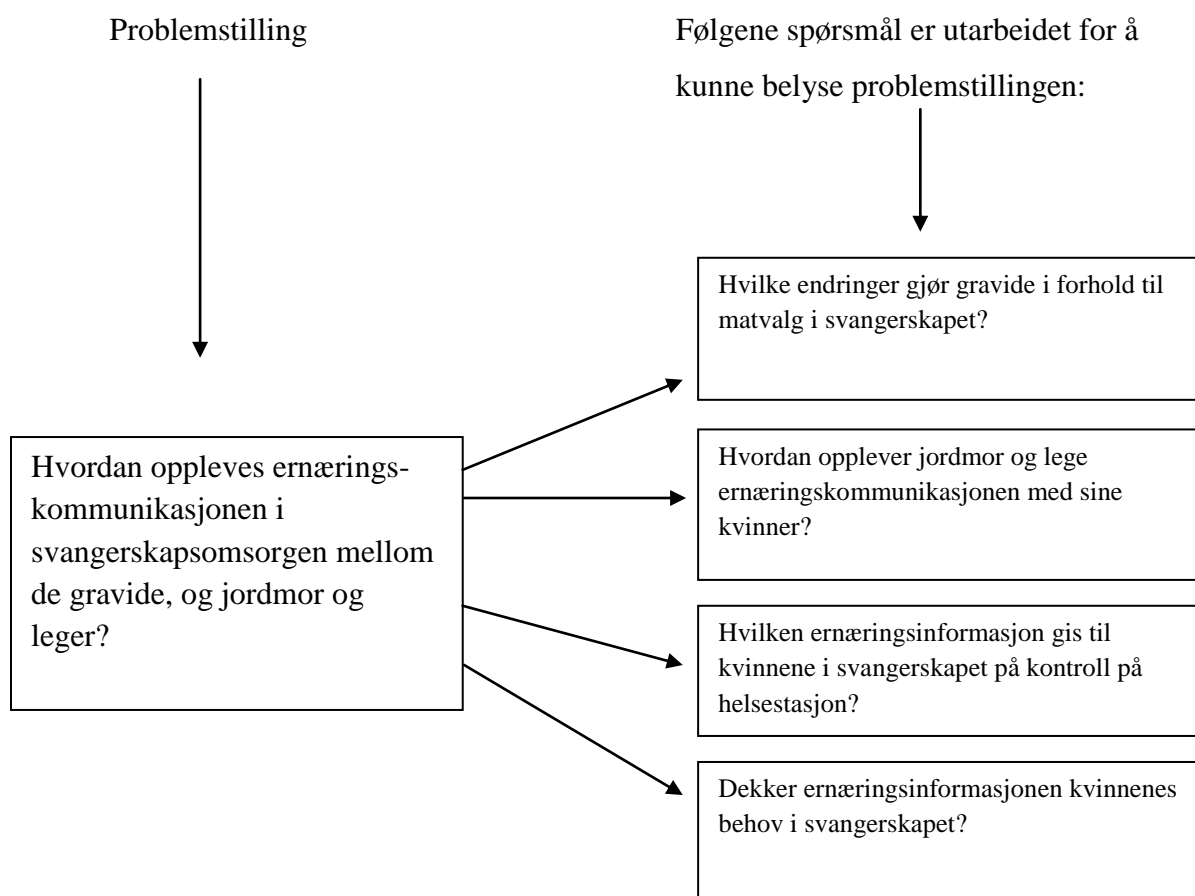 Problemstilling
Følgene spørsmål er utarbeidet for å
kunne belyse problemstillingen:
Hvordan oppleves ernærings-
kommunikasjonen i
svangerskapsomsorgen mellom
de gravide, og jordmor og
leger?
Hvilke endringer gjør gravide i forhold til
matvalg i svangerskapet?
Hvordan opplever jordmor og lege
ernæringskommunikasjonen med sine
kvinner?
Hvilken ernæringsinformasjon gis til
kvinnene i svangerskapet på kontroll på
helsestasjon?
Dekker ernæringsinformasjonen kvinnenes
behov i svangerskapet?